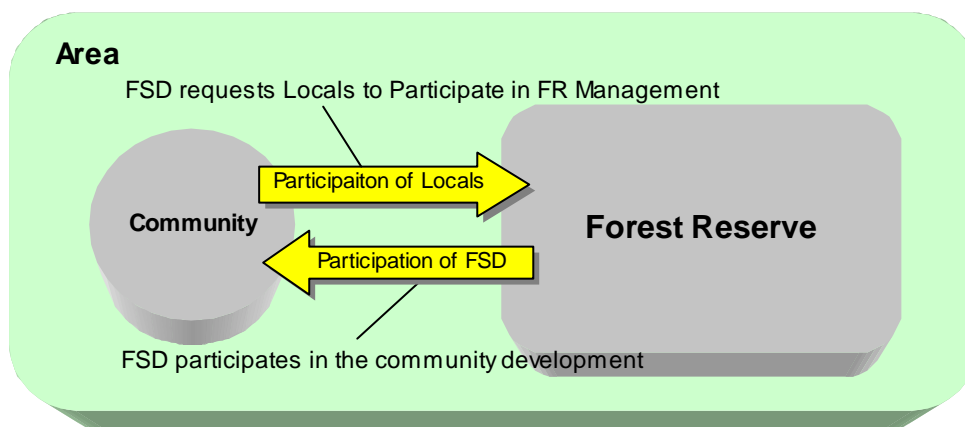 Area
FSD requests Locals to Participate in FR Management
Participaiton of Locals
Community
Forest Reserve
Participation of FSD
FSD participates in the community development